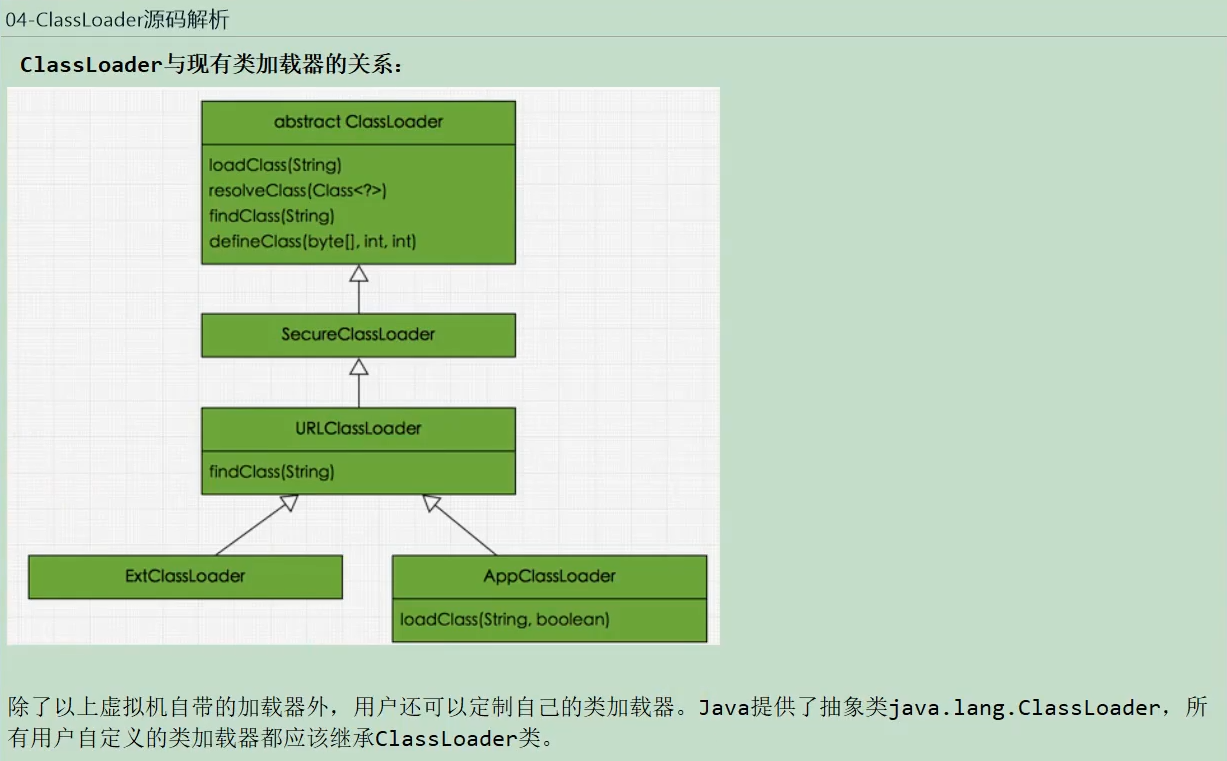 04-ClassLoader源码解析
ClassLoader与现有类加载器的关系:
abstract ClassLoader
loadClass(String)
resolveClass(Class<?>)
findClass(String)
defineClass(byte[], int, int)
SecureClassLoader
URLClassLoader
findClass(String)
ExtClassLoader
AppClassLoader
loadClass(String, boolean)
除了以上虚拟机自带的加载器外，用户还可以定制自己的类加载器。Java提供了抽象类java.lang.ClassLoader，所
有用户自定义的类加载器都应该继承ClassLoader类。